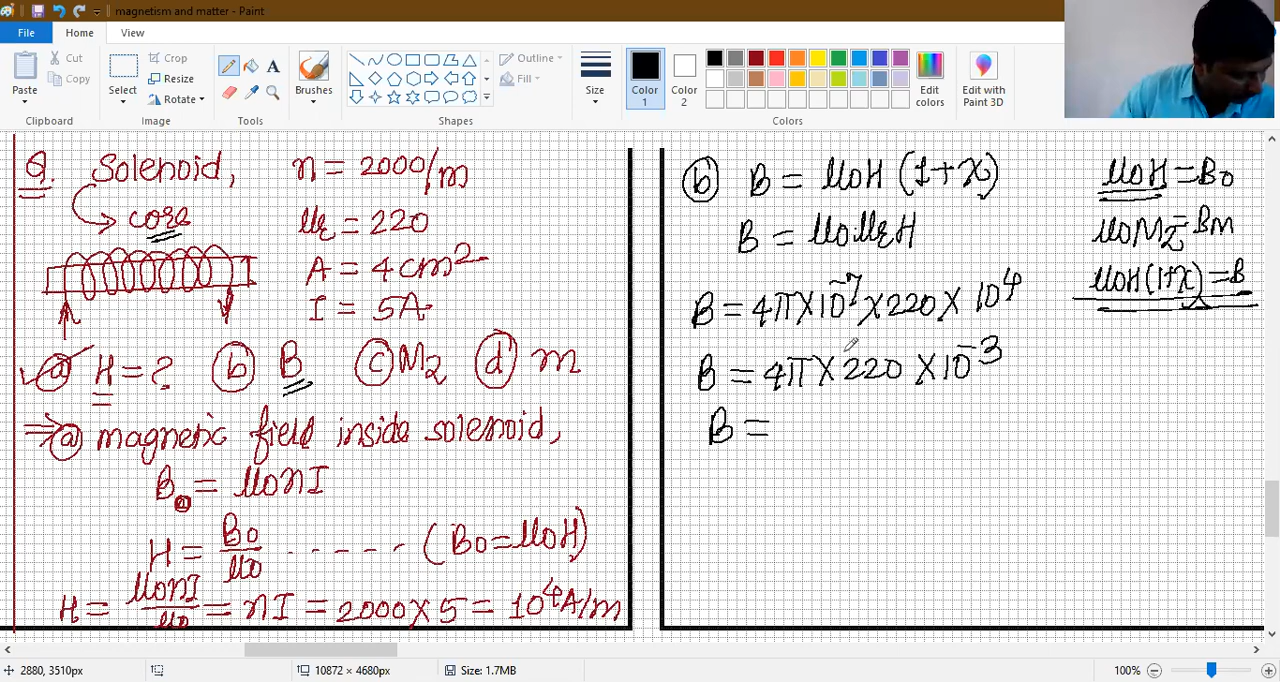 magnetism and matter - Paint
File
Home
View
Paste
Cut
Copy
Clipboard
Select
Crop
Resize
Rotate
Image
Tools
Brushes
Shapes
Outline
Fill
Size
Color 1
Color 2
Colors
Edit colors
Edit with Paint 3D
Q. Solenoid, n = 2000/m
core μr = 220
A = 4cm²
I = 5A
ⓐ H = ? ⓑ B ⓒ Mz ⓓ m
⇒ ⓐ magnetic field inside solenoid,
B₀ = μ₀nI
H = B₀/μ₀ ------ (B₀ = μ₀H)
H = μ₀nI/μ₀ = nI = 2000 × 5 = 10⁴A/m
ⓑ B = μ₀H (1+χ)
B = μ₀.μrH
B = 4π×10⁻⁷×220×10⁴
B = 4π×220×10⁻³
B =
μ₀H = B₀
μ₀Mz = Bm
μ₀H(1+χ) = B
2880, 3510px
10872 × 4680px
Size: 1.7MB
100%